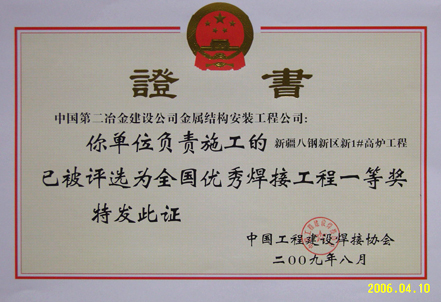 證書
中国第二冶金建设公司金属结构安装工程公司:
你单位负责施工的 新疆八钢新区新1#高炉工程
已被评选为全国优秀焊接工程一等奖
特发此证
中国工程建设焊接协会
二00九年八月
2006.04.10